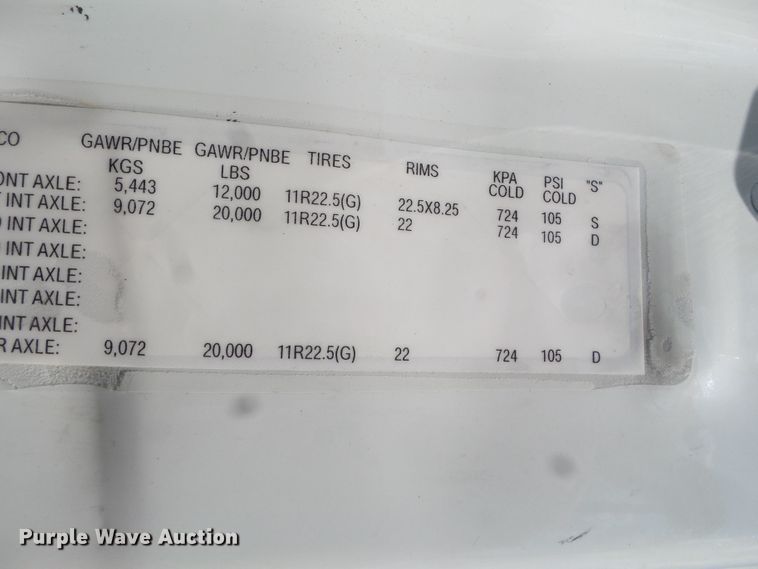 CO GAWR/PNBE GAWR/PNBE TIRES RIMS KPA PSI "S"
KGS LBS COLD COLD
ONT AXLE: 5,443 12,000 11R22.5(G) 22.5X8.25 724 105 S
T INT AXLE: 9,072 20,000 11R22.5(G) 22 724 105 D
D INT AXLE:
D INT AXLE:
INT AXLE:
INT AXLE:
INT AXLE:
R AXLE: 9,072 20,000 11R22.5(G) 22 724 105 D
Purple Wave Auction